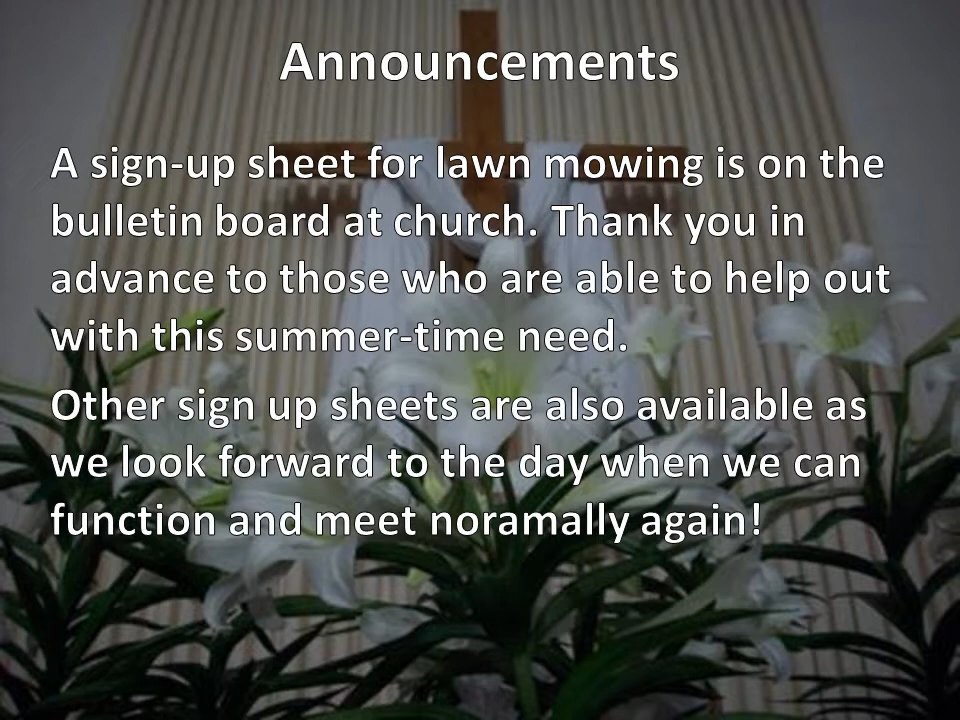 Announcements
A sign-up sheet for lawn mowing is on the
bulletin board at church. Thank you in
advance to those who are able to help out
with this summer-time need.
Other sign up sheets are also available as
we look forward to the day when we can
function and meet noramally again!